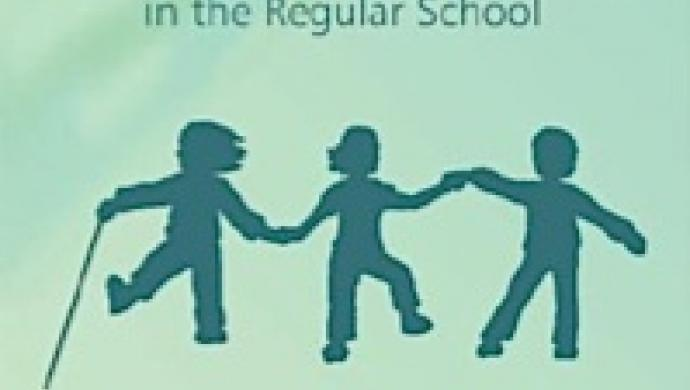 in the Regular School